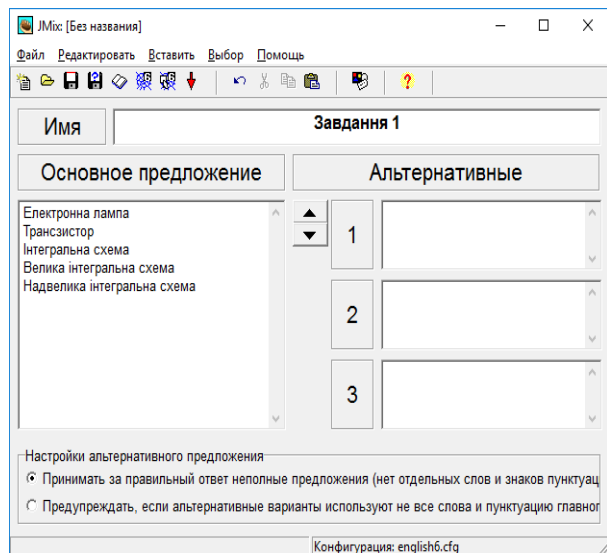 JMix: [Без названия]
Файл Редактировать Вставить Выбор Помощь
Имя Завдання 1
Основное предложение Альтернативные
Електронна лампа
Транзистор
Інтегральна схема
Велика інтегральна схема
Надвелика інтегральна схема
1
2
3
Настройки альтернативного предложения
Принимать за правильный ответ неполные предложения (нет отдельных слов и знаков пунктуац
Предупреждать, если альтернативные варианты используют не все слова и пунктуацию главног
Конфигурация: english6.cfg